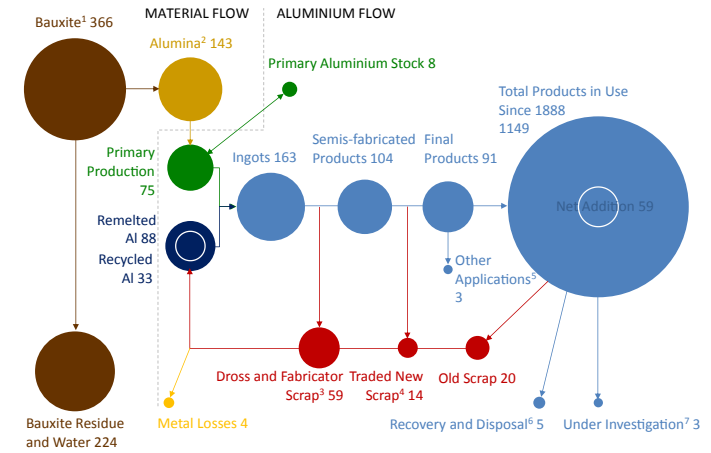 MATERIAL FLOW
ALUMINIUM FLOW
Bauxite¹ 366
Alumina² 143
Primary Aluminium Stock 8
Total Products in Use
Since 1888
1149
Primary
Production
75
Ingots 163
Semis-fabricated
Products 104
Final
Products 91
Net Addition 59
Remelted
Al 88
Recycled
Al 33
Other
Applications⁵
3
Dross and Fabricator
Scrap³ 59
Traded New
Scrap⁴ 14
Old Scrap 20
Bauxite Residue
and Water 224
Metal Losses 4
Recovery and Disposal⁶ 5
Under Investigation⁷ 3